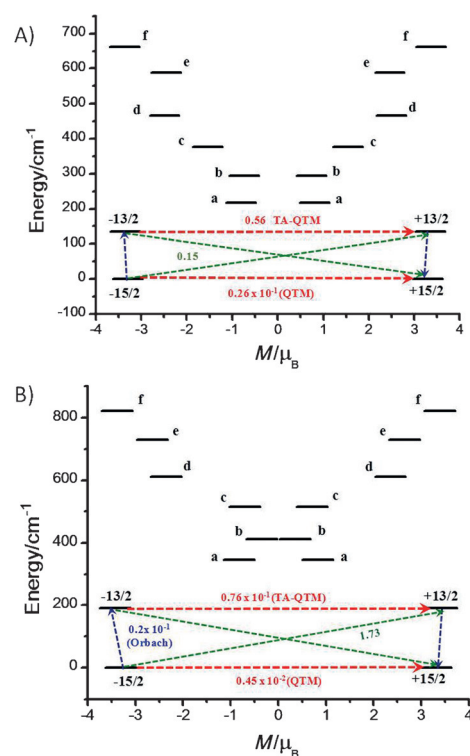 A)
700
600
500
400
300
200
100
0
-100
Energy/cm⁻¹
f f
e e
d d
c c
b b
a a
-13/2 +13/2
0.56 TA-QTM
0.15
-15/2 +15/2
0.26 x 10⁻¹(QTM)
-4 -3 -2 -1 0 1 2 3 4
M/μB
B)
800
600
400
200
0
Energy/cm⁻¹
f f
e e
d d
c c
b b
a a
-13/2 +13/2
0.76 x 10⁻¹(TA-QTM)
0.2x 10⁻¹
(Orbach)
1.73
-15/2 +15/2
0.45 x 10⁻²(QTM)
-4 -3 -2 -1 0 1 2 3 4
M/μB